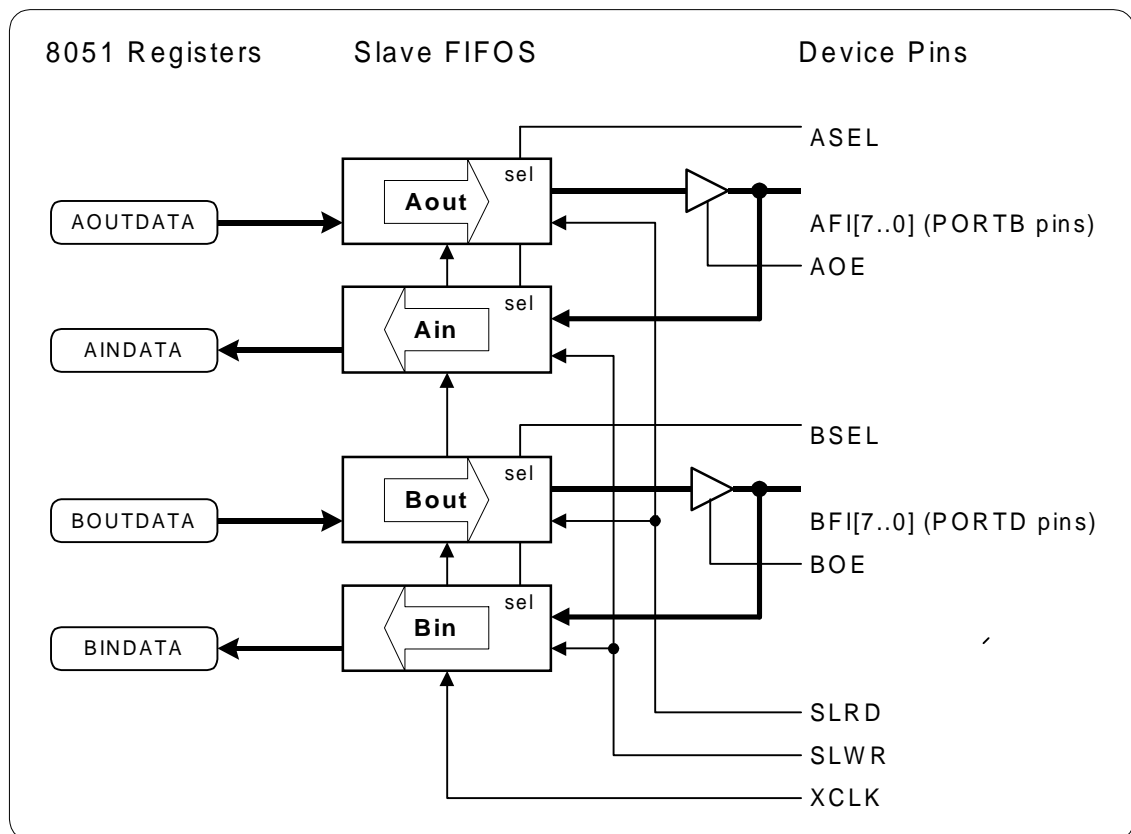 8051 Registers Slave FIFOS Device Pins
ASEL
sel
Aout
AOUTDATA
AFI[7..0] (PORTB pins)
AOE
sel
Ain
AINDATA
BSEL
sel
Bout
BOUTDATA
BFI[7..0] (PORTD pins)
BOE
sel
Bin
BINDATA
SLRD
SLWR
XCLK